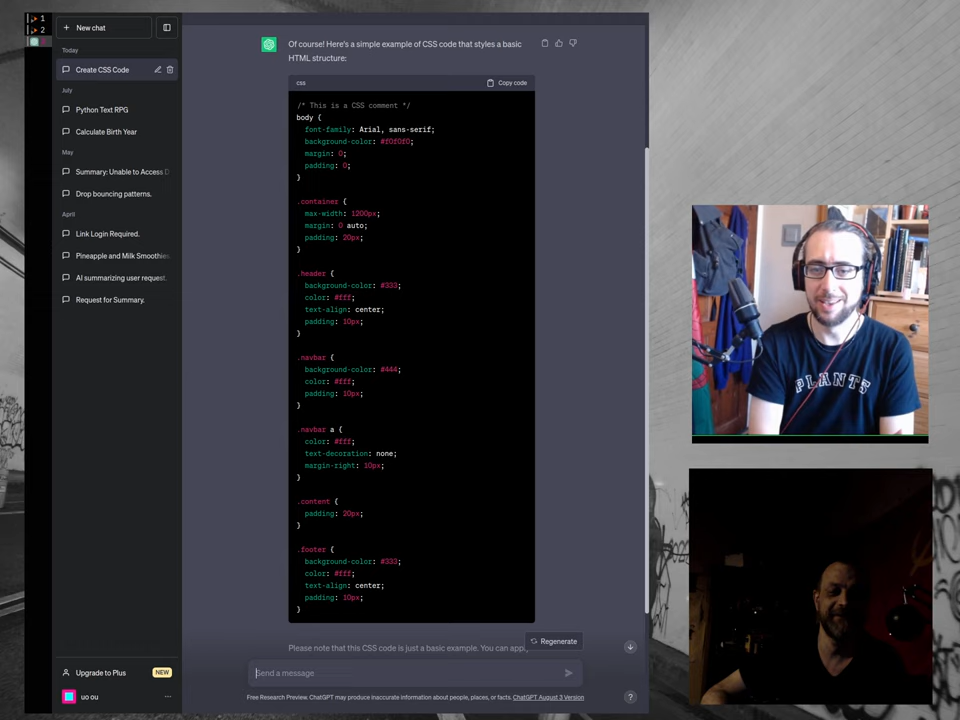 1
2
New chat
Today
Create CSS Code
July
Python Text RPG
Calculate Birth Year
May
Summary: Unable to Access D
Drop bouncing patterns.
April
Link Login Required.
Pineapple and Milk Smoothies
AI summarizing user request.
Request for Summary.
Upgrade to Plus NEW
uo ou
Of course! Here's a simple example of CSS code that styles a basic
HTML structure:
css Copy code
/* This is a CSS comment */
body {
font-family: Arial, sans-serif;
background-color: #f0f0f0;
margin: 0;
padding: 0;
}
.container {
max-width: 1200px;
margin: 0 auto;
padding: 20px;
}
.header {
background-color: #333;
color: #fff;
text-align: center;
padding: 10px;
}
.navbar {
background-color: #444;
color: #fff;
padding: 10px;
}
.navbar a {
color: #fff;
text-decoration: none;
margin-right: 10px;
}
.content {
padding: 20px;
}
.footer {
background-color: #333;
color: #fff;
text-align: center;
padding: 10px;
}
Regenerate
Please note that this CSS code is just a basic example. You can apply
Send a message
Free Research Preview. ChatGPT may produce inaccurate information about people, places, or facts. ChatGPT August 3 Version
?
PLANTS